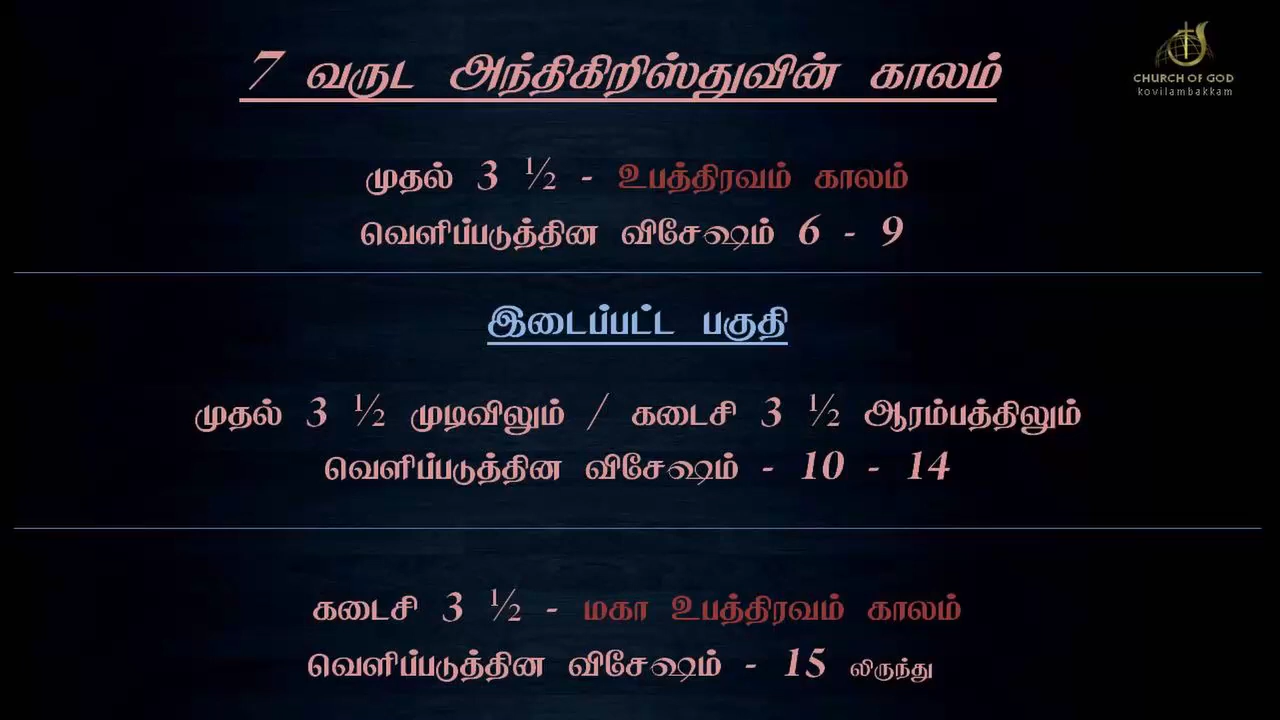 7 வருட அந்திகிறிஸ்துவின் காலம்
CHURCH OF GOD
kovilambakkam
முதல் 3 ½ - உபத்திரவம் காலம்
வெளிப்படுத்தின விசேஷம் 6 - 9
இடைப்பட்ட பகுதி
முதல் 3 ½ முடிவிலும் / கடைசி 3 ½ ஆரம்பத்திலும்
வெளிப்படுத்தின விசேஷம் - 10 - 14
கடைசி 3 ½ - மகா உபத்திரவம் காலம்
வெளிப்படுத்தின விசேஷம் - 15 லிருந்து